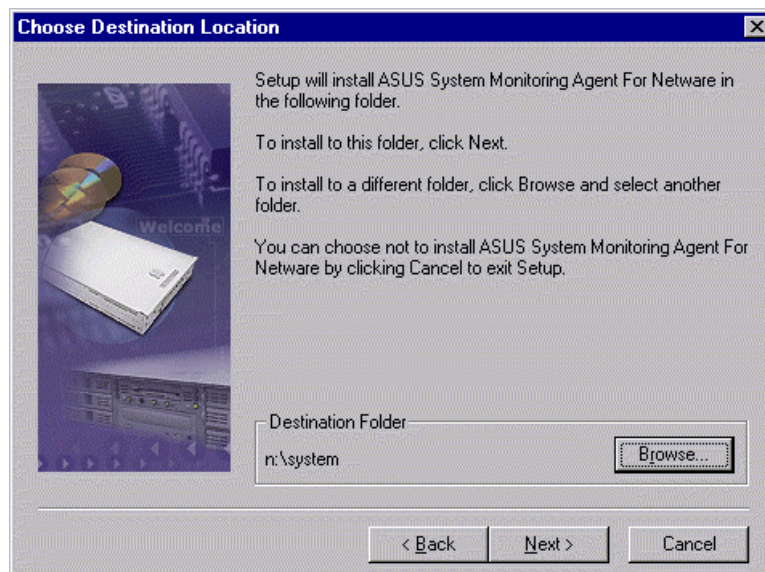 Choose Destination Location
Setup will install ASUS System Monitoring Agent For Netware in
the following folder.
To install to this folder, click Next.
To install to a different folder, click Browse and select another
folder.
You can choose not to install ASUS System Monitoring Agent For
Netware by clicking Cancel to exit Setup.
Welcome
Destination Folder
n:\system
Browse...
< Back
Next >
Cancel